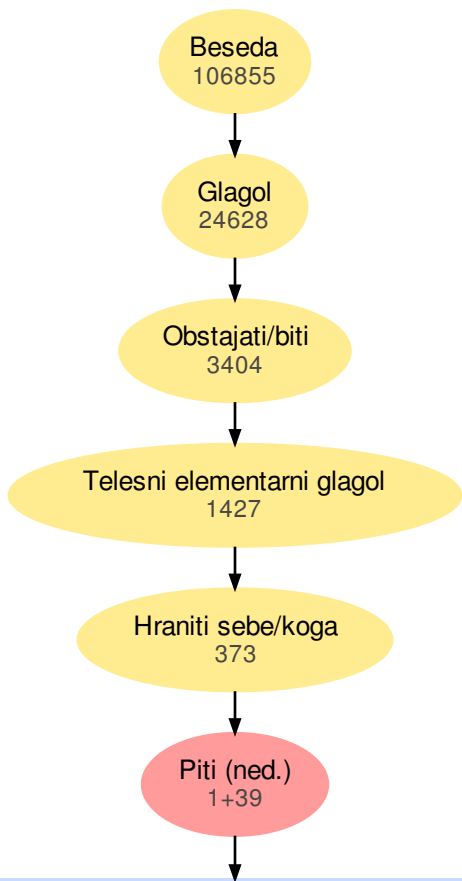 Beseda
106855
Glagol
24628
Obstajati/biti
3404
Telesni elementarni glagol
1427
Hraniti sebe/koga
373
Piti (ned.)
1+39